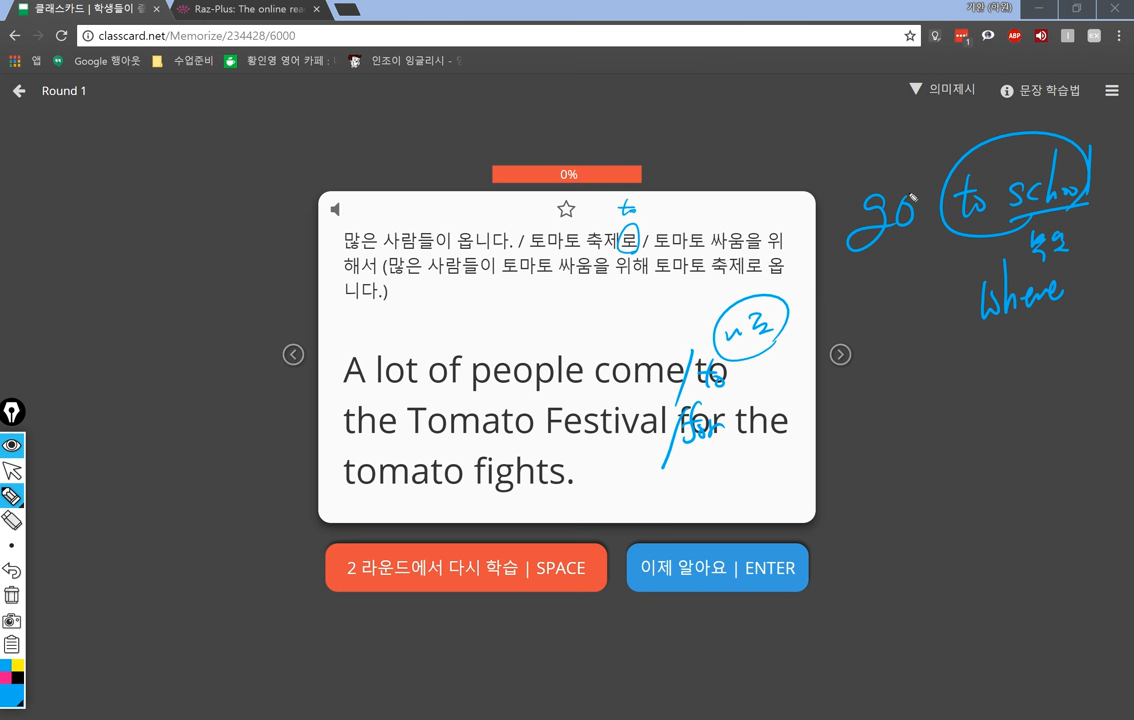 클래스카드 | 학생들이
Raz-Plus: The online rea
기환 (학원)
classcard.net/Memorize/234428/6000
앱 Google 행아웃 수업준비 황인영 영어 카페 : 인조이 잉글리시 -
Round 1
의미제시 문장 학습법
0%
to
많은 사람들이 옵니다. / 토마토 축제로 / 토마토 싸움을 위
해서 (많은 사람들이 토마토 싸움을 위해 토마토 축제로 옵
니다.)
A lot of people come / to
the Tomato Festival / for the
tomato fights.
to
for
go to school
where
2 라운드에서 다시 학습 | SPACE
이제 알아요 | ENTER